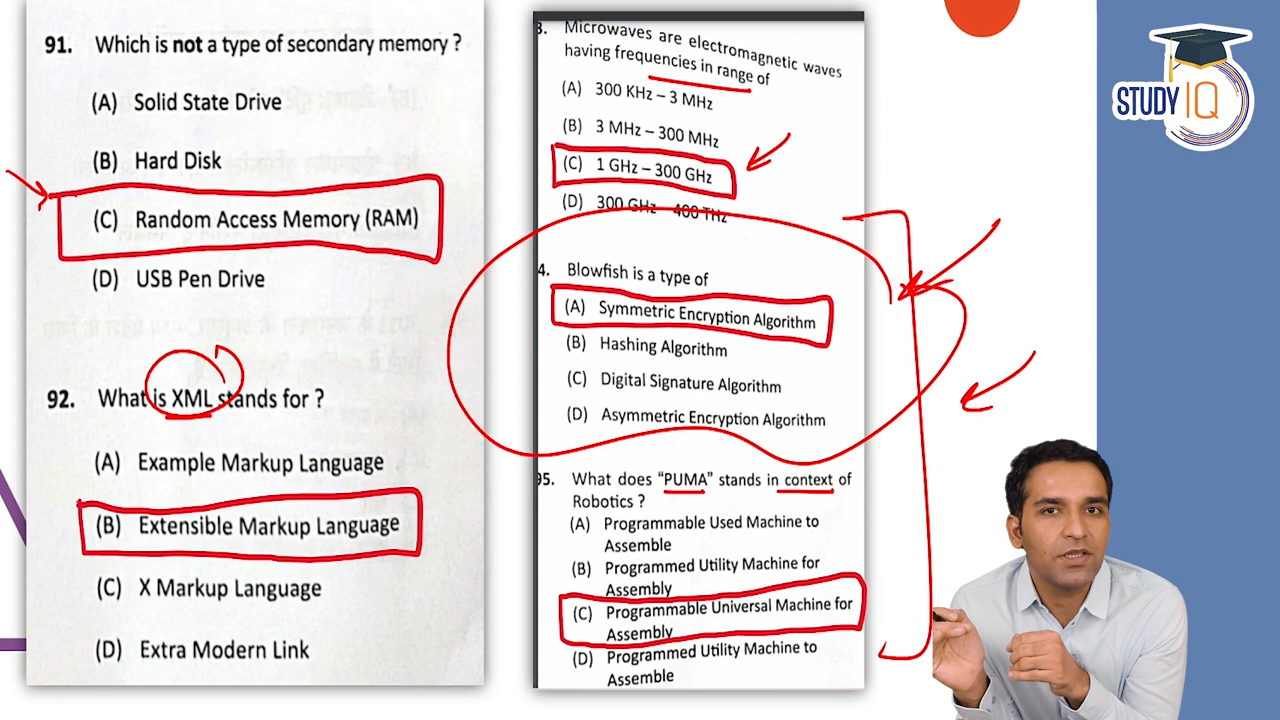 91. Which is not a type of secondary memory ?
(A) Solid State Drive
(B) Hard Disk
(C) Random Access Memory (RAM)
(D) USB Pen Drive
92. What is XML stands for ?
(A) Example Markup Language
(B) Extensible Markup Language
(C) X Markup Language
(D) Extra Modern Link
3. Microwaves are electromagnetic waves
having frequencies in range of
(A) 300 KHz – 3 MHz
(B) 3 MHz – 300 MHz
(C) 1 GHz – 300 GHz
(D) 300 GHz – 400 THz
4. Blowfish is a type of
(A) Symmetric Encryption Algorithm
(B) Hashing Algorithm
(C) Digital Signature Algorithm
(D) Asymmetric Encryption Algorithm
95. What does “PUMA” stands in context of
Robotics ?
(A) Programmable Used Machine to
Assemble
(B) Programmed Utility Machine for
Assembly
(C) Programmable Universal Machine for
Assembly
(D) Programmed Utility Machine to
Assemble
STUDY IQ